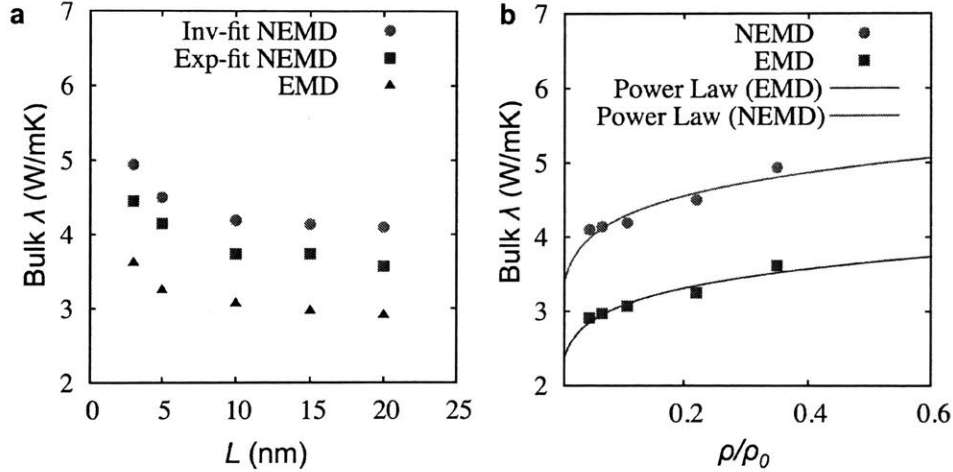 a
7
6
5
4
3
2
Bulk λ (W/mK)
Inv-fit NEMD
Exp-fit NEMD
EMD
0 5 10 15 20 25
L (nm)
b
7
6
5
4
3
2
Bulk λ (W/mK)
NEMD
EMD
Power Law (EMD)
Power Law (NEMD)
0.2 0.4 0.6
ρ/ρ0